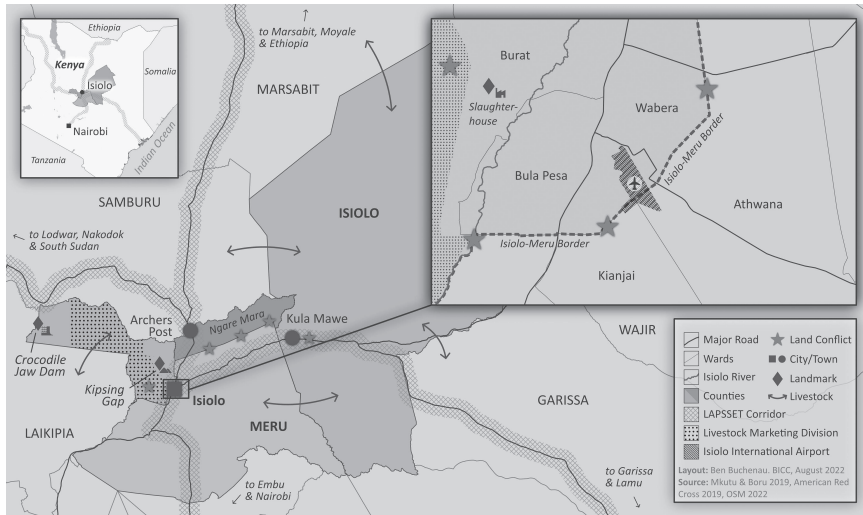 Ethiopia
Kenya
Isiolo
Somalia
Nairobi
Tanzania
Indian Ocean
to Marsabit, Moyale
& Ethiopia
MARSABIT
SAMBURU
ISIOLO
to Lodwar, Nakodok
& South Sudan
Archers
Post
Ngare Mara
Kula Mawe
Crocodile
Jaw Dam
Kipsing
Gap
Isiolo
MERU
LAIKIPIA
to Embu
& Nairobi
GARISSA
WAJIR
to Garissa
& Lamu
Burat
Slaughter-
house
Wabera
Bula Pesa
Isiolo-Meru Border
Athwana
Isiolo-Meru Border
Kianjai
Major Road
Wards
Isiolo River
Counties
LAPSSET Corridor
Livestock Marketing Division
Isiolo International Airport
Land Conflict
City/Town
Landmark
Livestock
Layout: Ben Buchenau. BICC, August 2022
Source: Mkutu & Boru 2019, American Red
Cross 2019, OSM 2022